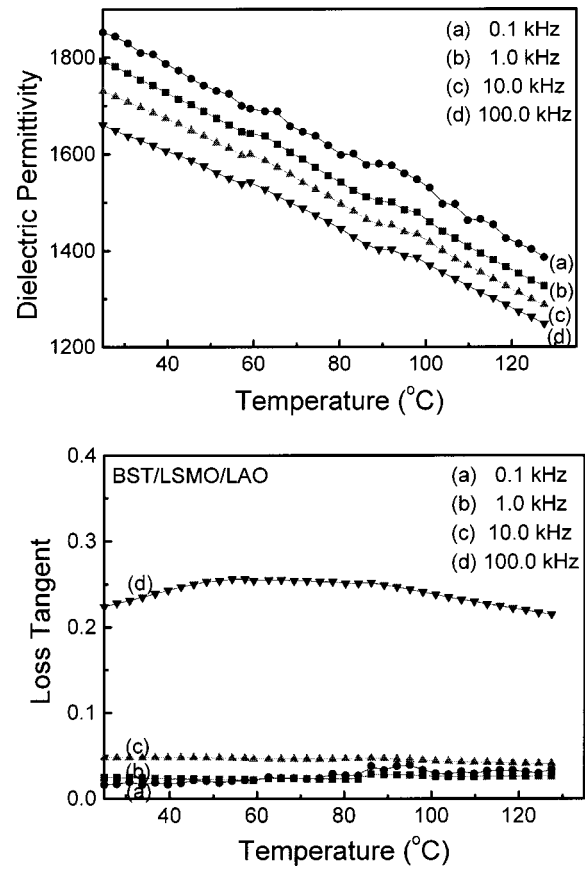 Dielectric Permittivity
1800
1600
1400
1200
(a) 0.1 kHz
(b) 1.0 kHz
(c) 10.0 kHz
(d) 100.0 kHz
(a)
(b)
(c)
(d)
40 60 80 100 120
Temperature (°C)
Loss Tangent
0.4
0.3
0.2
0.1
0.0
BST/LSMO/LAO
(a) 0.1 kHz
(b) 1.0 kHz
(c) 10.0 kHz
(d) 100.0 kHz
(d)
(c)
(b)
(a)
40 60 80 100 120
Temperature (°C)